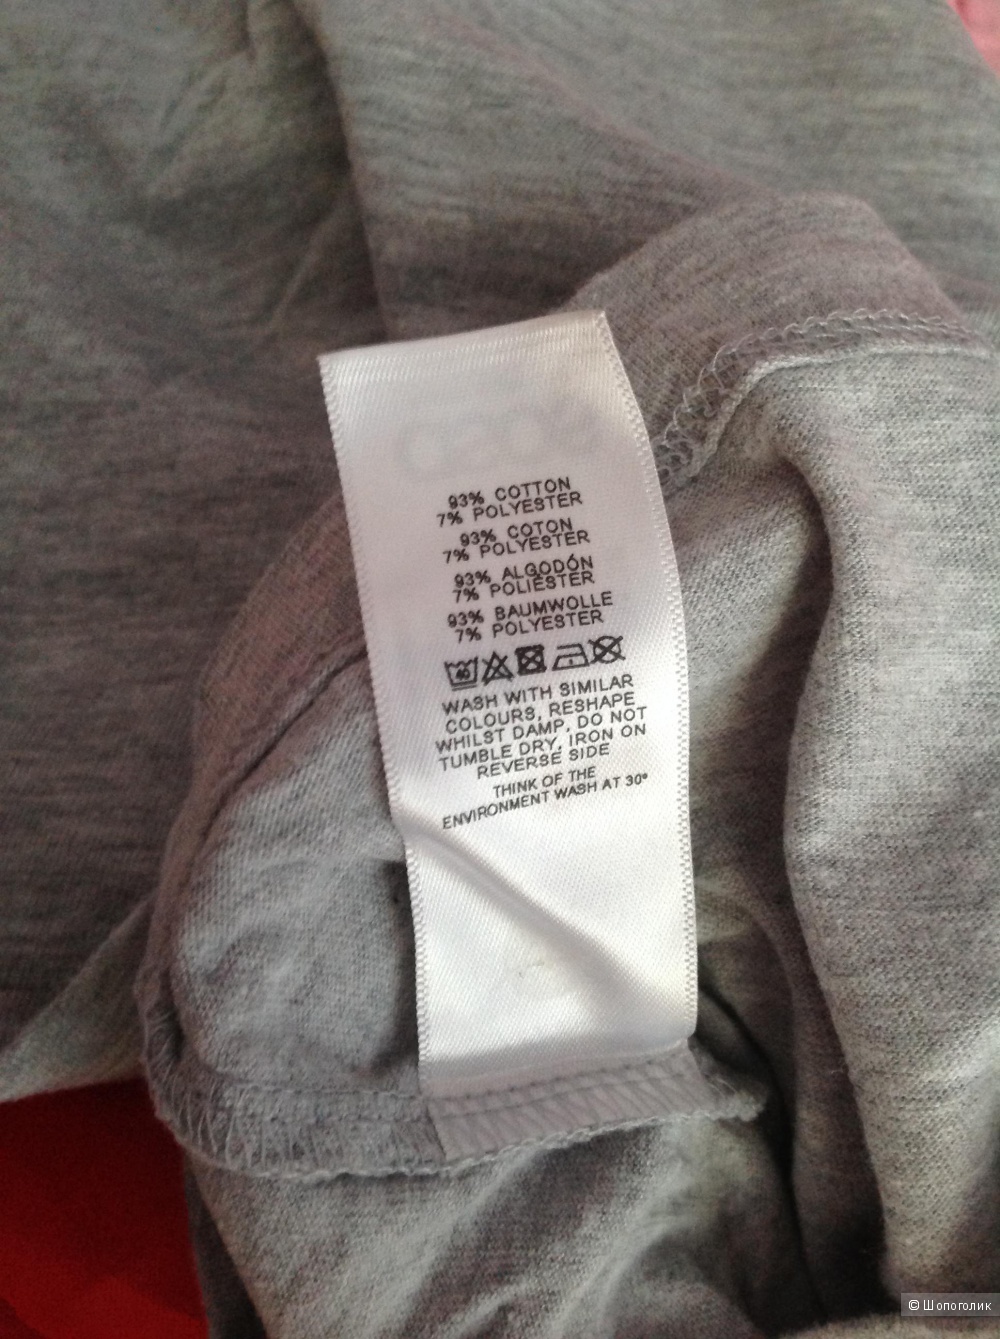 93% COTTON
7% POLYESTER
93% COTON
7% POLYESTER
93% ALGODÓN
7% POLIÉSTER
93% BAUMWOLLE
7% POLYESTER
40
WASH WITH SIMILAR
COLOURS, RESHAPE
WHILST DAMP, DO NOT
TUMBLE DRY, IRON ON
REVERSE SIDE
THINK OF THE
ENVIRONMENT WASH AT 30°
© Шопоголик